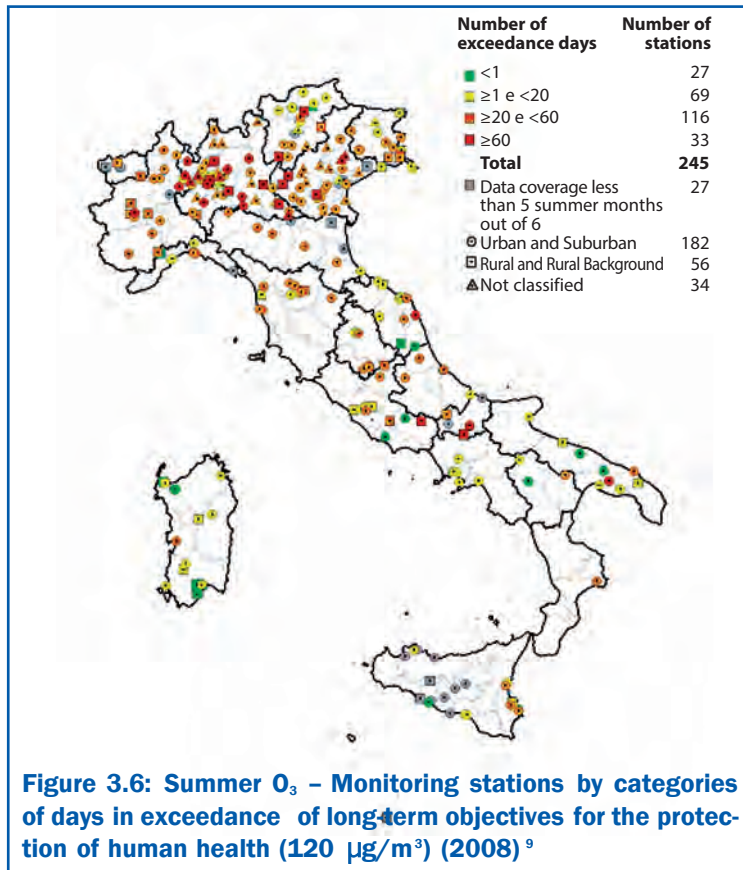 Number of exceedance days Number of stations
<1 27
≥1 e <20 69
≥20 e <60 116
≥60 33
Total 245
Data coverage less than 5 summer months out of 6 27
Urban and Suburban 182
Rural and Rural Background 56
Not classified 34
Figure 3.6: Summer O₃ – Monitoring stations by categories
of days in exceedance of long-term objectives for the protec-
tion of human health (120 µg/m³) (2008) ⁹